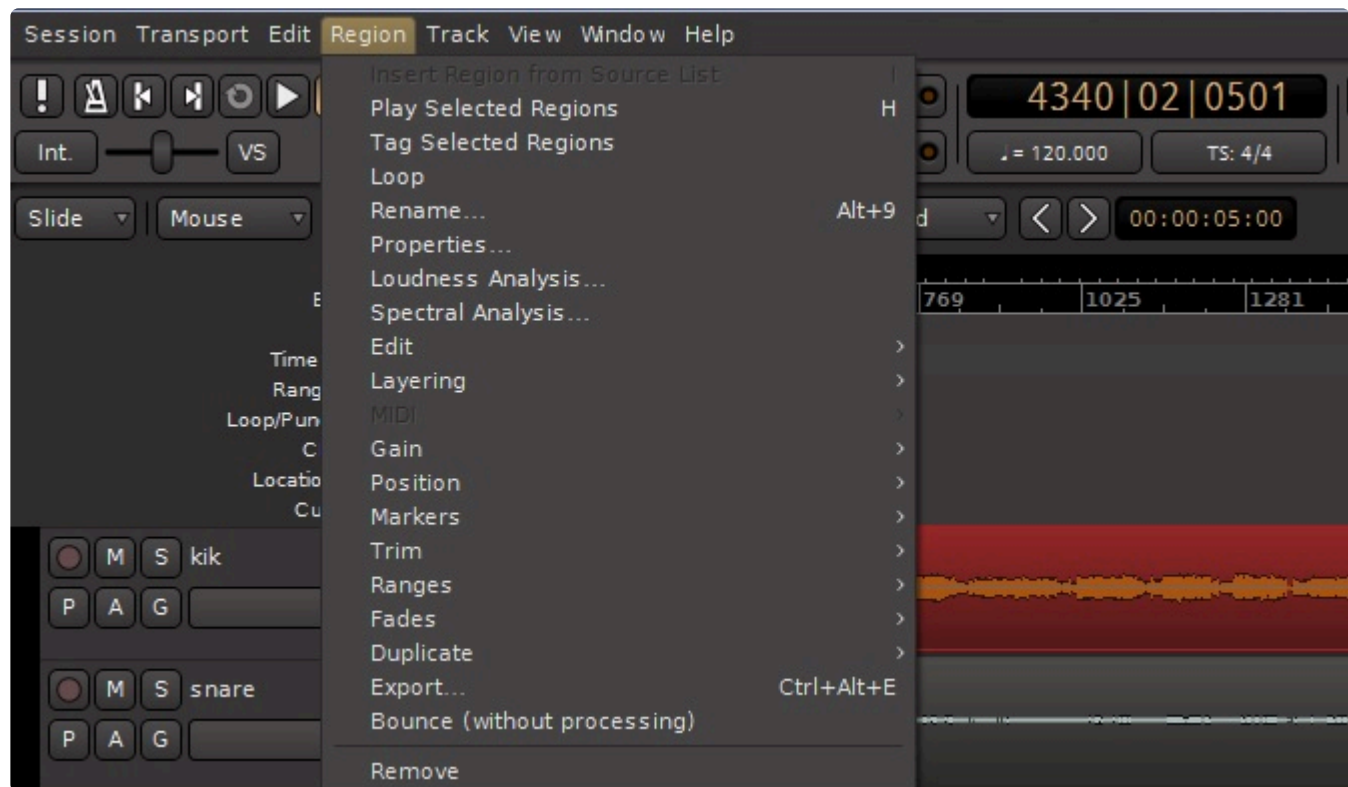 Session Transport Edit Region Track View Window Help
Insert Region from Source List I
Play Selected Regions H
Tag Selected Regions
Loop
Rename... Alt+9
Properties...
Loudness Analysis...
Spectral Analysis...
Edit
Layering
MIDI
Gain
Position
Markers
Trim
Ranges
Fades
Duplicate
Export... Ctrl+Alt+E
Bounce (without processing)
Remove
4340|02|0501
Int. VS
♩ = 120.000 TS: 4/4
Slide Mouse
d 00:00:05:00
769 1025 1281
Time
Rang
Loop/Pun
C
Locatio
Cu
M S kik
P A G
M S snare
P A G